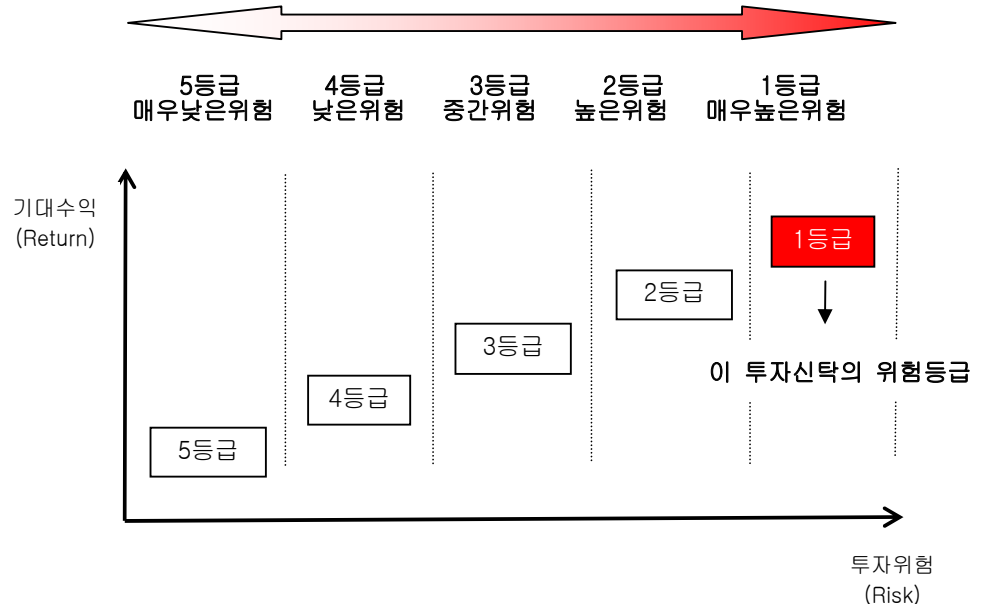 5등급 4등급 3등급 2등급 1등급
매우낮은위험 낮은위험 중간위험 높은위험 매우높은위험
기대수익
(Return)
1등급
2등급
3등급
이 투자신탁의 위험등급
4등급
5등급
투자위험
(Risk)